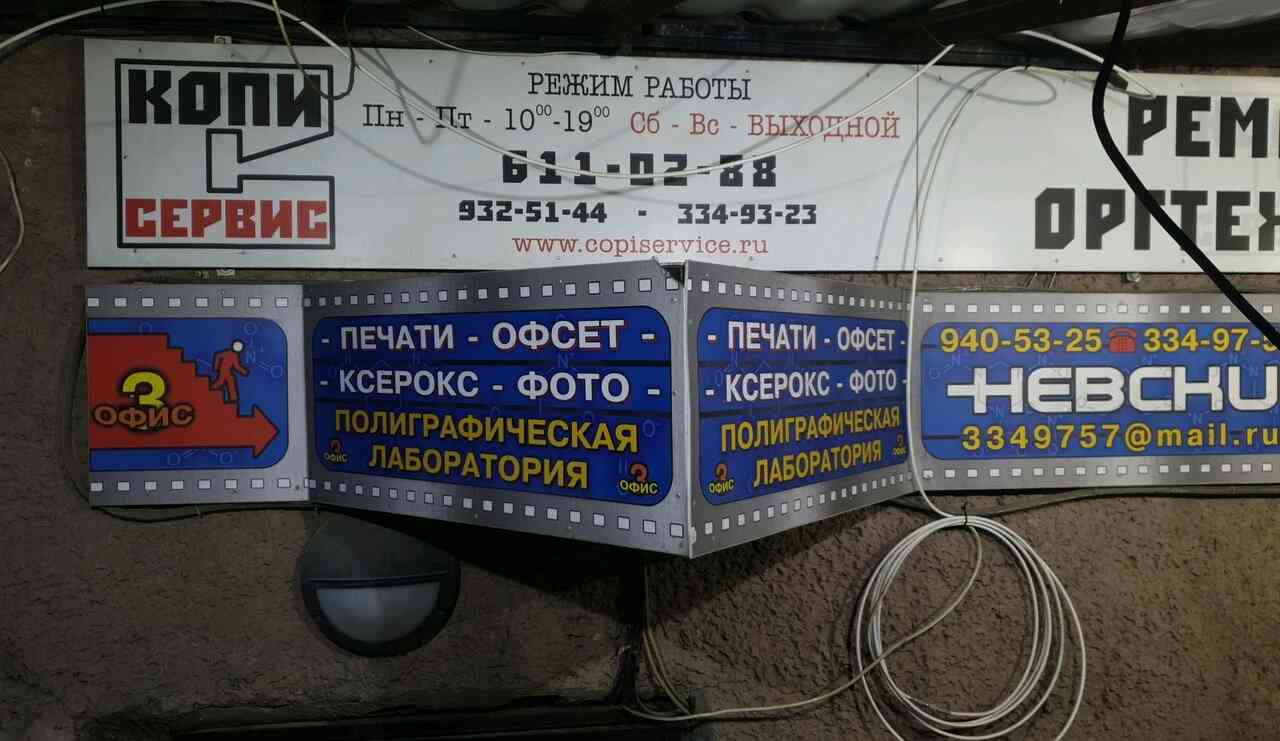 КОПИ
СЕРВИС
РЕЖИМ РАБОТЫ
Пн - Пт - 10⁰⁰-19⁰⁰ Сб - Вс - ВЫХОДНОЙ
611-02-88
932-51-44 - 334-93-23
www.copiservice.ru
РЕМ
ОРГТЕХ
3
ОФИС
- ПЕЧАТИ - ОФСЕТ -
- КСЕРОКС - ФОТО -
ПОЛИГРАФИЧЕСКАЯ
ЛАБОРАТОРИЯ
3
ОФИС
3
ОФИС
- ПЕЧАТИ - ОФСЕТ -
- КСЕРОКС - ФОТО -
ПОЛИГРАФИЧЕСКАЯ
ЛАБОРАТОРИЯ
3
ОФИС
3
ОФИС
940-53-25 ☎ 334-97-5
НЕВСКИ
3349757@mail.ru